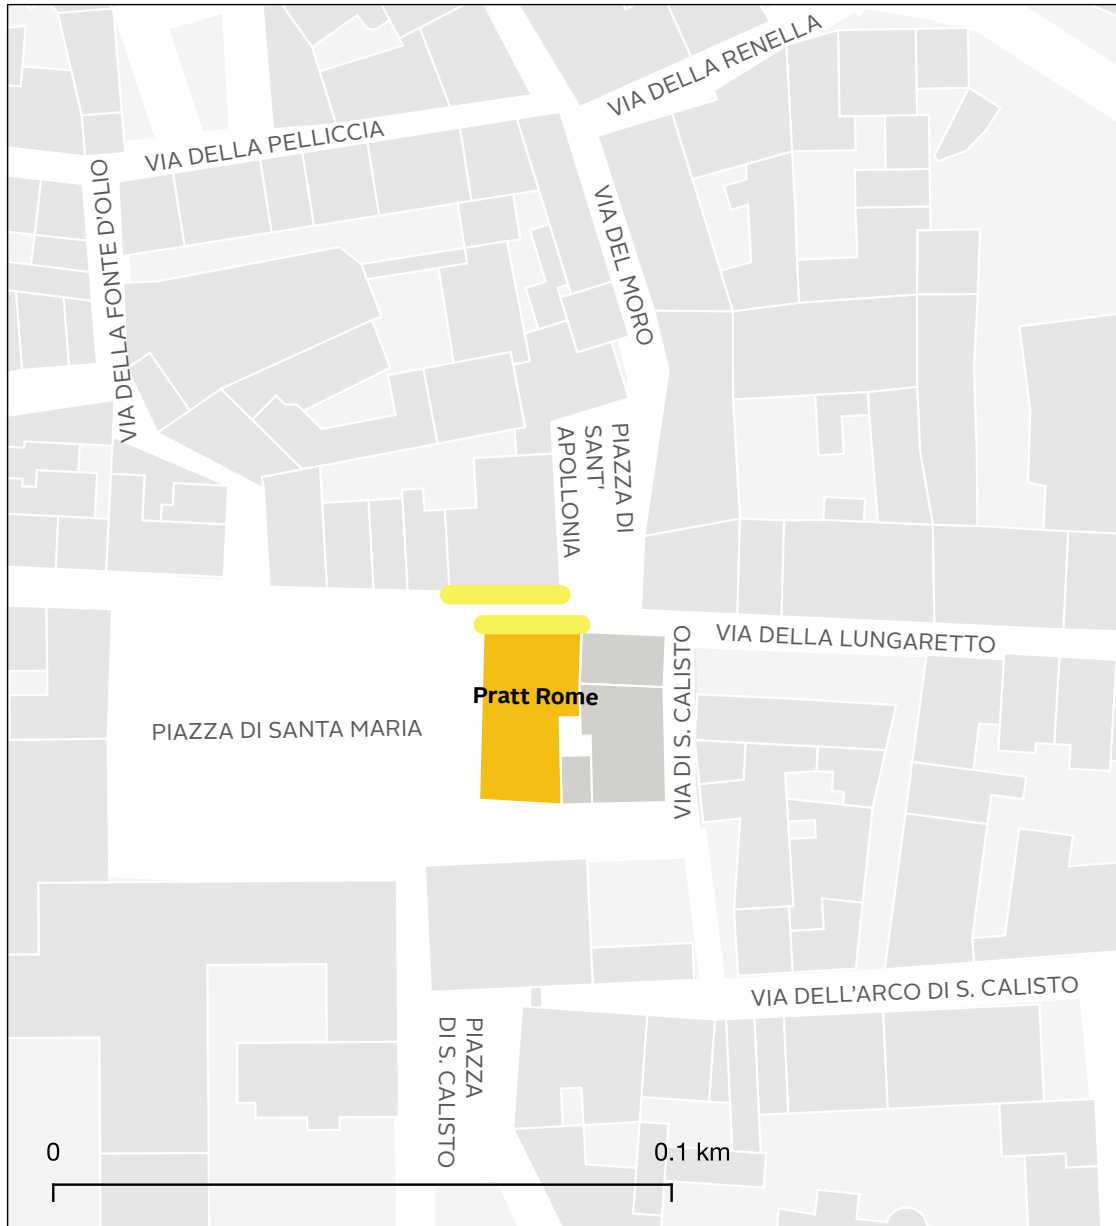 VIA DELLA RENELLA
VIA DELLA PELLICCIA
VIA DELLA FONTE D'OLIO
VIA DEL MORO
PIAZZA DI
SANT'
APOLLONIA
VIA DELLA LUNGARETTO
VIA DI S. CALISTO
Pratt Rome
PIAZZA DI SANTA MARIA
VIA DELL'ARCO DI S. CALISTO
PIAZZA
DI S. CALISTO
0
0.1 km